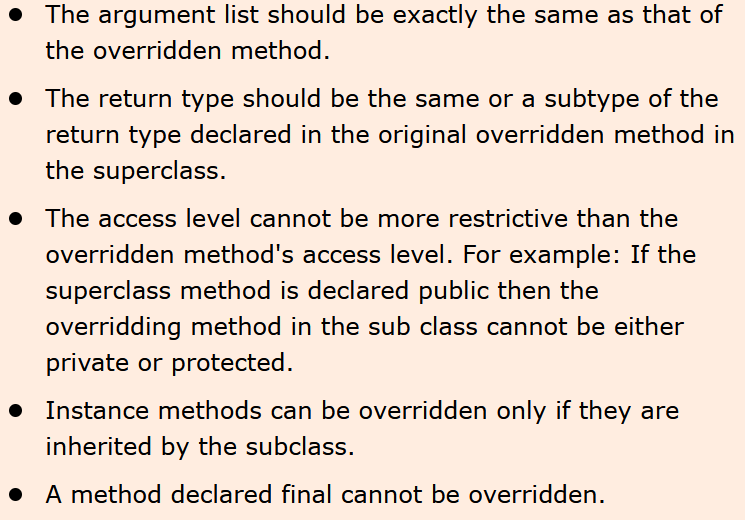 ● The argument list should be exactly the same as that of
the overridden method.
● The return type should be the same or a subtype of the
return type declared in the original overridden method in
the superclass.
● The access level cannot be more restrictive than the
overridden method's access level. For example: If the
superclass method is declared public then the
overridding method in the sub class cannot be either
private or protected.
● Instance methods can be overridden only if they are
inherited by the subclass.
● A method declared final cannot be overridden.